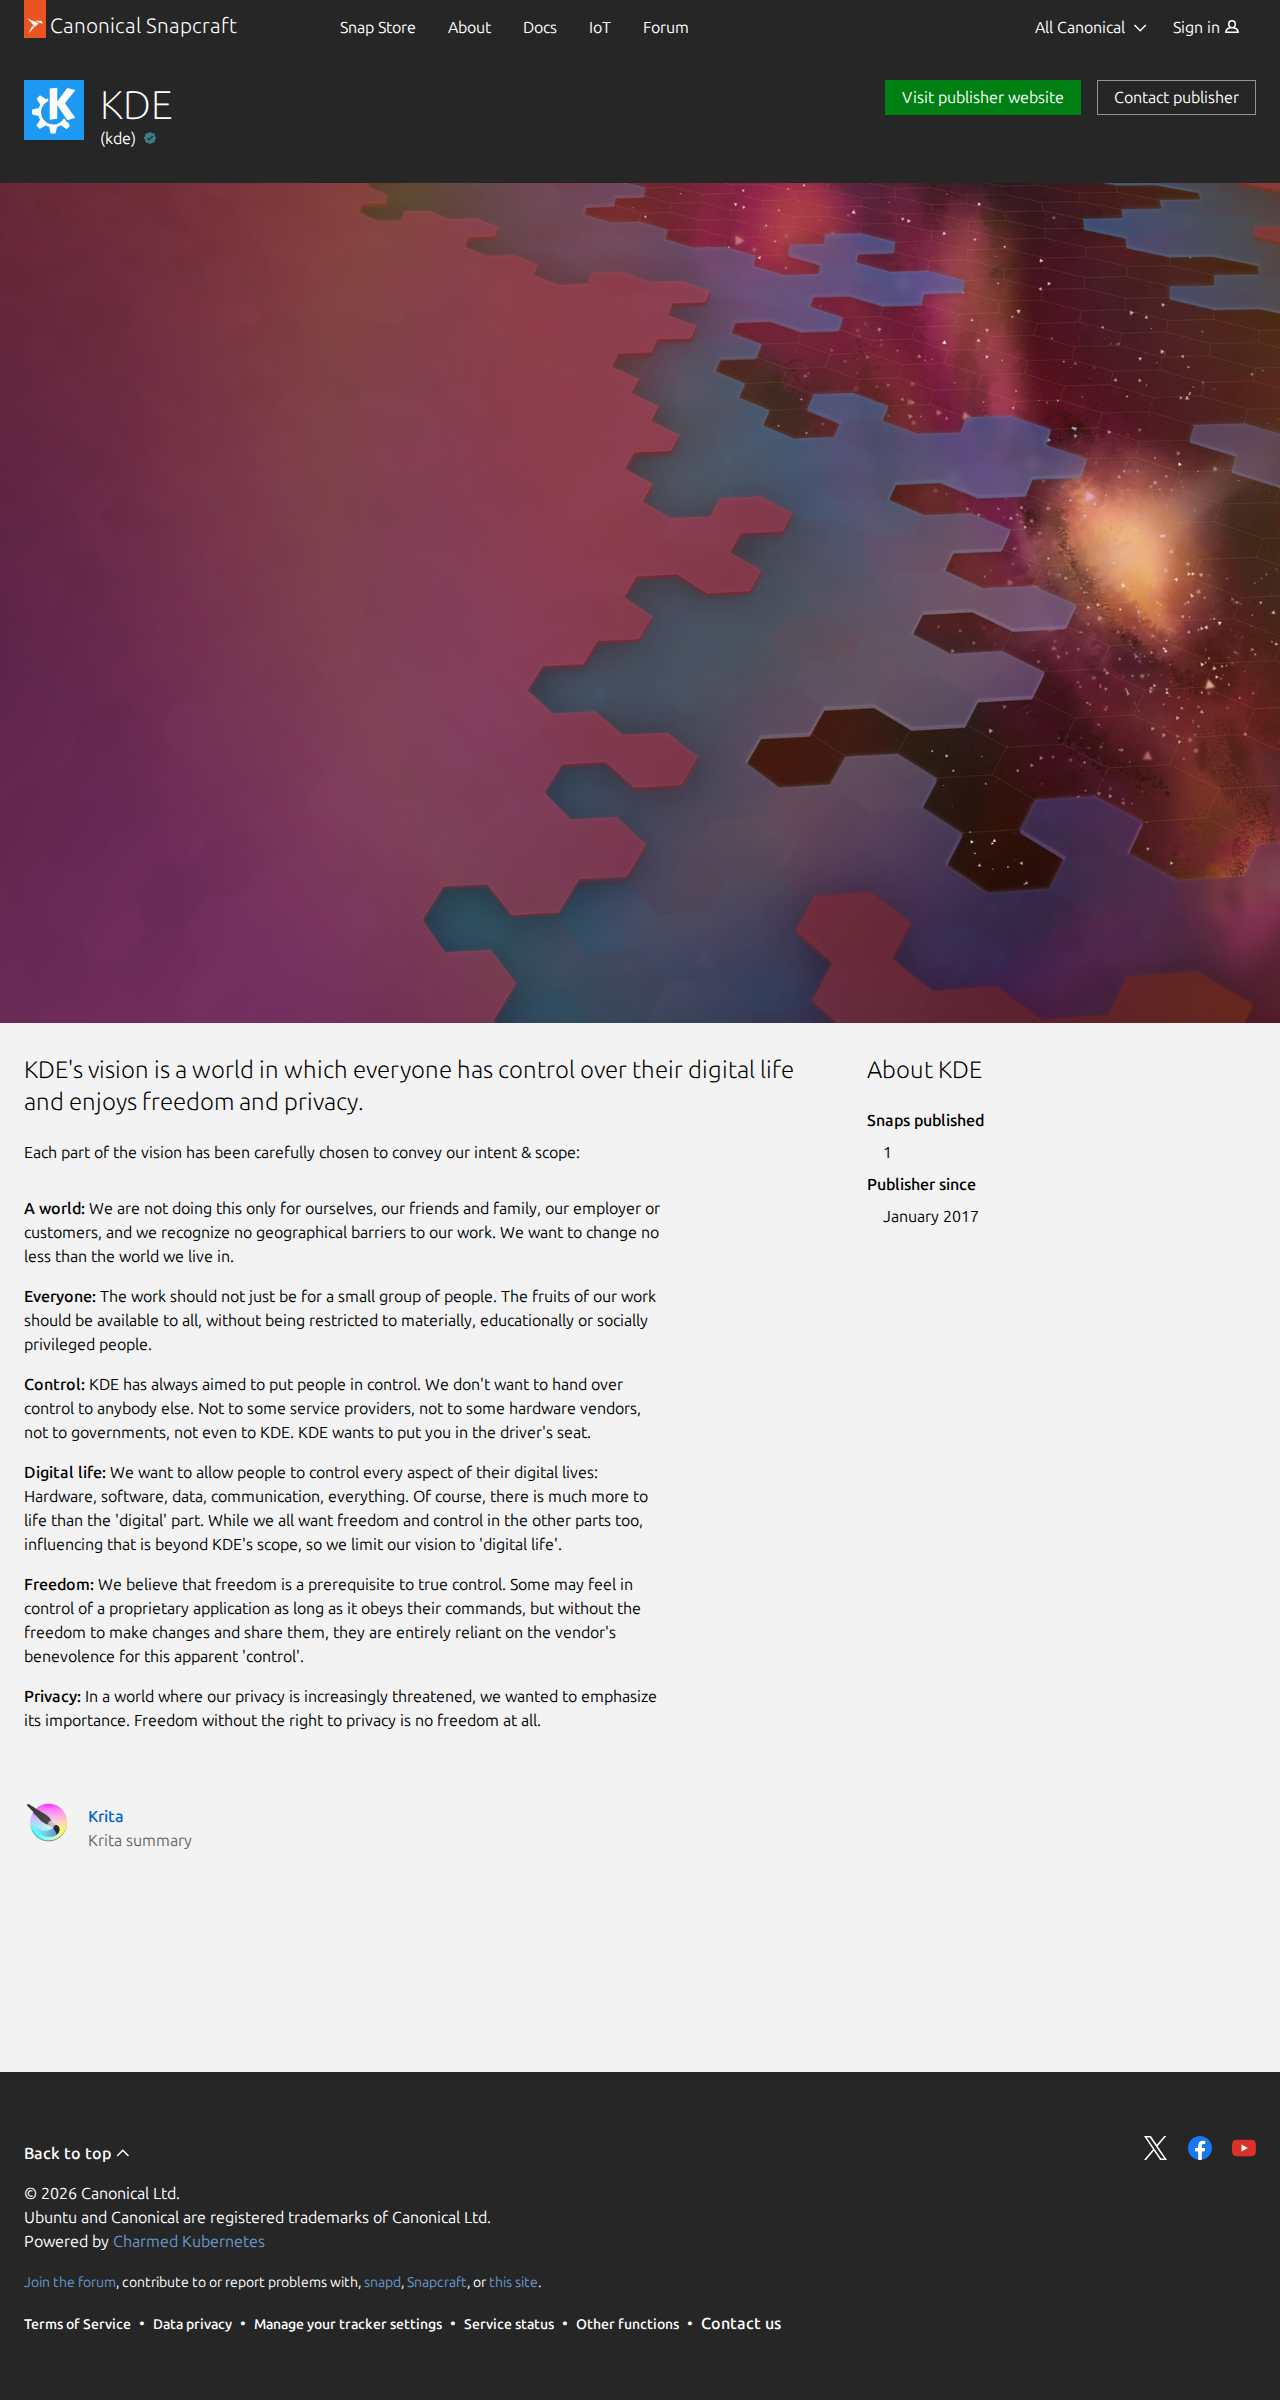 Canonical Snapcraft
Snap Store
About
Docs
IoT
Forum
All Canonical
Sign in
KDE
(kde)
Visit publisher website
Contact publisher
KDE's vision is a world in which everyone has control over their digital life
and enjoys freedom and privacy.
Each part of the vision has been carefully chosen to convey our intent & scope:
A world: We are not doing this only for ourselves, our friends and family, our employer or
customers, and we recognize no geographical barriers to our work. We want to change no
less than the world we live in.
Everyone: The work should not just be for a small group of people. The fruits of our work
should be available to all, without being restricted to materially, educationally or socially
privileged people.
Control: KDE has always aimed to put people in control. We don't want to hand over
control to anybody else. Not to some service providers, not to some hardware vendors,
not to governments, not even to KDE. KDE wants to put you in the driver's seat.
Digital life: We want to allow people to control every aspect of their digital lives:
Hardware, software, data, communication, everything. Of course, there is much more to
life than the 'digital' part. While we all want freedom and control in the other parts too,
influencing that is beyond KDE's scope, so we limit our vision to 'digital life'.
Freedom: We believe that freedom is a prerequisite to true control. Some may feel in
control of a proprietary application as long as it obeys their commands, but without the
freedom to make changes and share them, they are entirely reliant on the vendor's
benevolence for this apparent 'control'.
Privacy: In a world where our privacy is increasingly threatened, we wanted to emphasize
its importance. Freedom without the right to privacy is no freedom at all.
About KDE
Snaps published
1
Publisher since
January 2017
Krita
Krita summary
Back to top
© 2026 Canonical Ltd.
Ubuntu and Canonical are registered trademarks of Canonical Ltd.
Powered by Charmed Kubernetes
Join the forum, contribute to or report problems with, snapd, Snapcraft, or this site.
Terms of Service • Data privacy • Manage your tracker settings • Service status • Other functions • Contact us